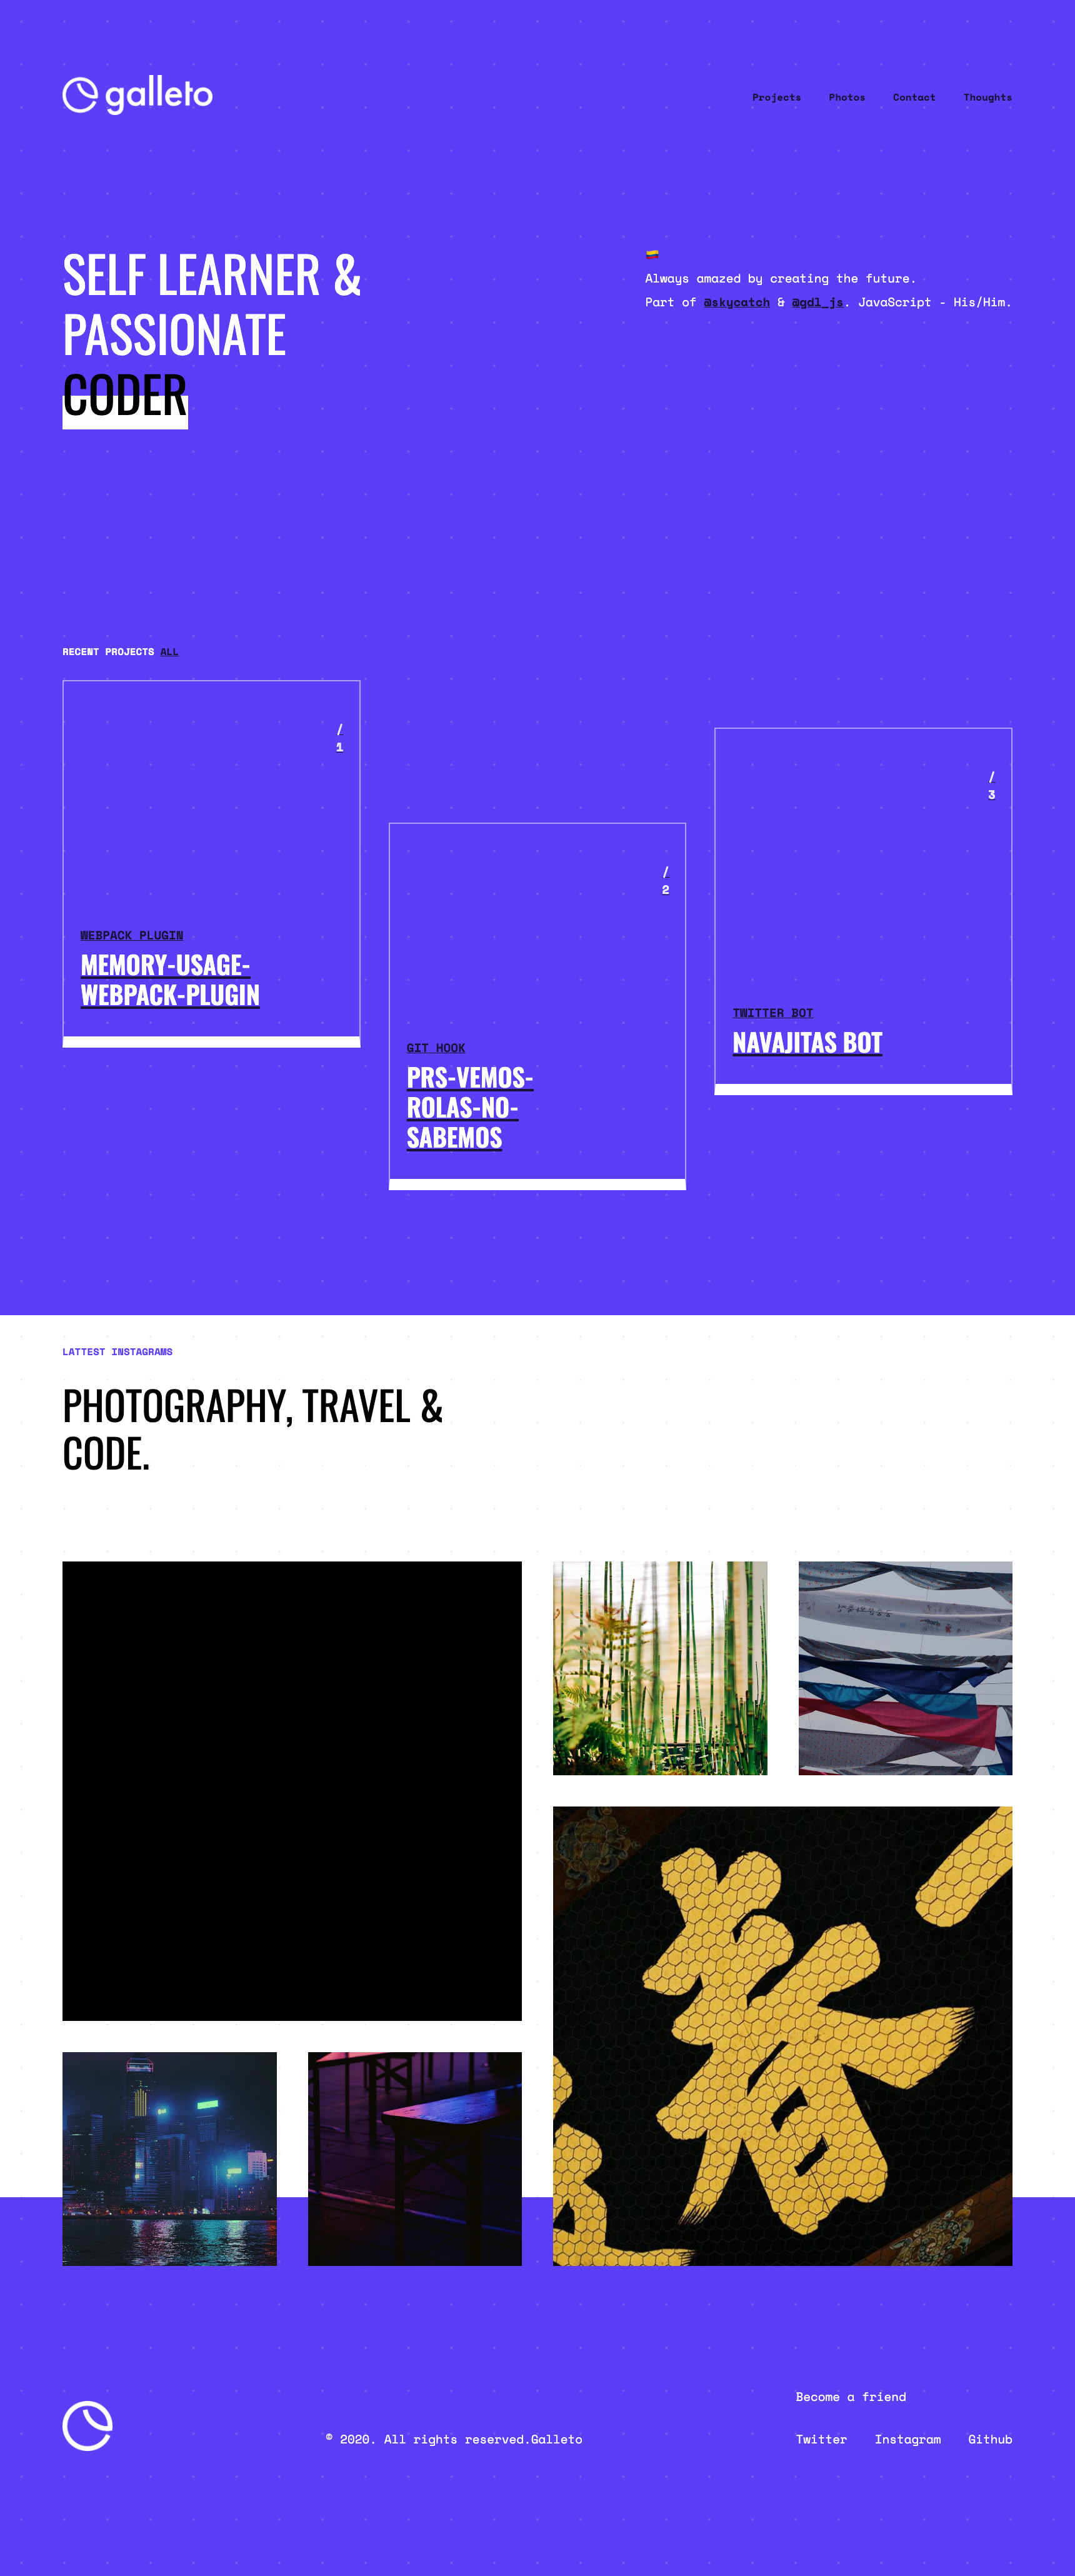 galleto
Projects Photos Contact Thoughts
SELF LEARNER &
PASSIONATE
CODER
Always amazed by creating the future.
Part of @skycatch & @gdl_js. JavaScript - His/Him.
RECENT PROJECTS ALL
/
1
WEBPACK PLUGIN
MEMORY-USAGE-
WEBPACK-PLUGIN
/
2
GIT HOOK
PRS-VEMOS-
ROLAS-NO-
SABEMOS
/
3
TWITTER BOT
NAVAJITAS BOT
LATTEST INSTAGRAMS
PHOTOGRAPHY, TRAVEL &
CODE.
© 2020. All rights reserved.Galleto
Become a friend
Twitter Instagram Github